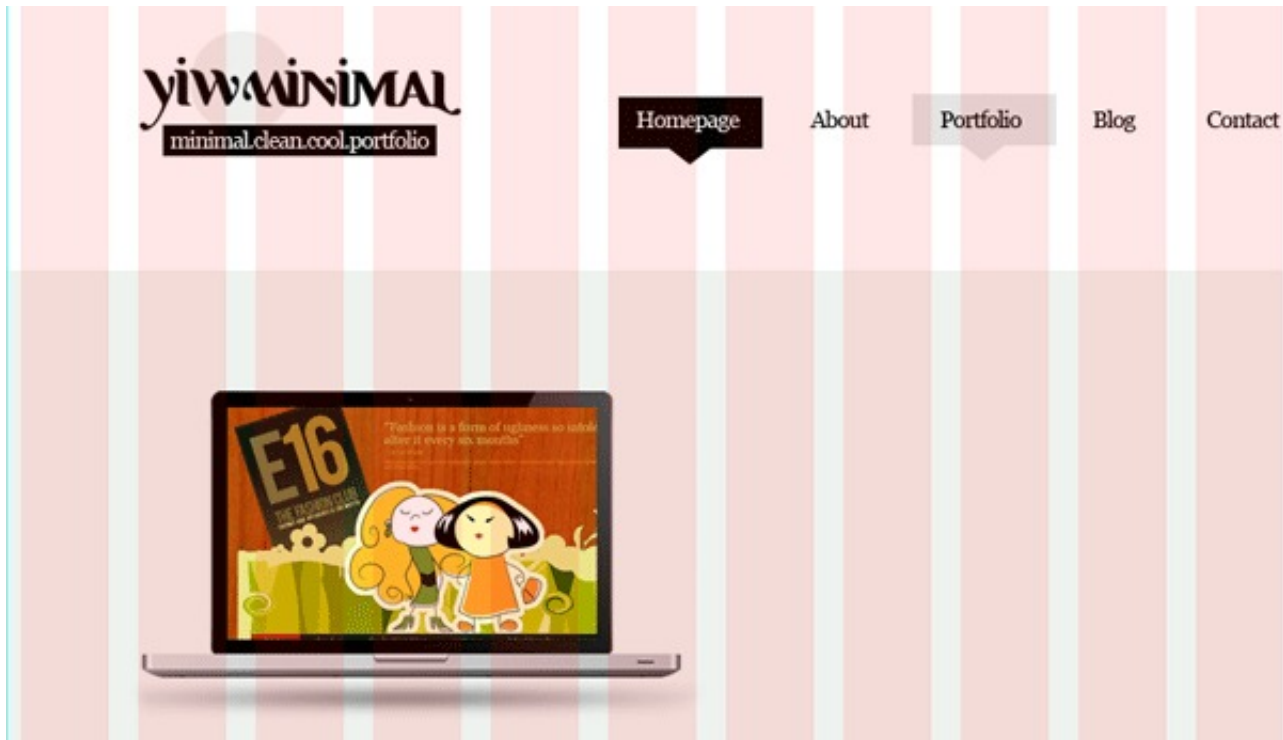 yiwMiNiMAL
minimal.clean.cool.portfolio
Homepage
About
Portfolio
Blog
Contact
E16
THE FASHION CLUB
"Fashion is a form of ugliness so
alter it every six months"